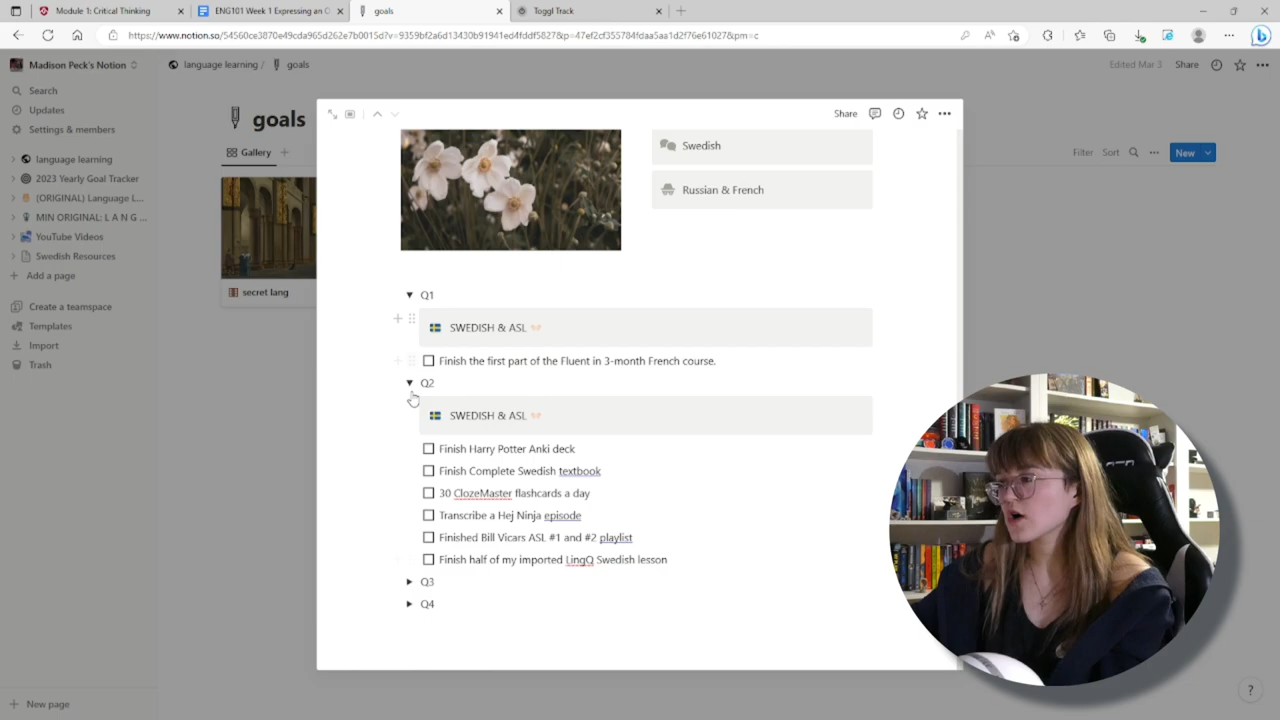 Module 1: Critical Thinking
ENG101 Week 1 Expressing an O
goals
Toggl Track
https://www.notion.so/54560ce3870e49cda965d262e7b0015d?v=9359bf2a6d13430b91941ed4fddf5827&p=47ef2cf355784fdaa5aa1d2f76e61027&pm=c
Madison Peck's Notion
language learning / goals
Edited Mar 3
Share
Search
Updates
Settings & members
language learning
2023 Yearly Goal Tracker
(ORIGINAL) Language L...
MIN ORIGINAL: L A N G ...
YouTube Videos
Swedish Resources
Add a page
Create a teamspace
Templates
Import
Trash
New page
goals
Gallery
Filter Sort
New
secret lang
Share
Swedish
Russian & French
Q1
SWEDISH & ASL
Finish the first part of the Fluent in 3-month French course.
Q2
SWEDISH & ASL
Finish Harry Potter Anki deck
Finish Complete Swedish textbook
30 ClozeMaster flashcards a day
Transcribe a Hej Ninja episode
Finished Bill Vicars ASL #1 and #2 playlist
Finish half of my imported LingQ Swedish lesson
Q3
Q4